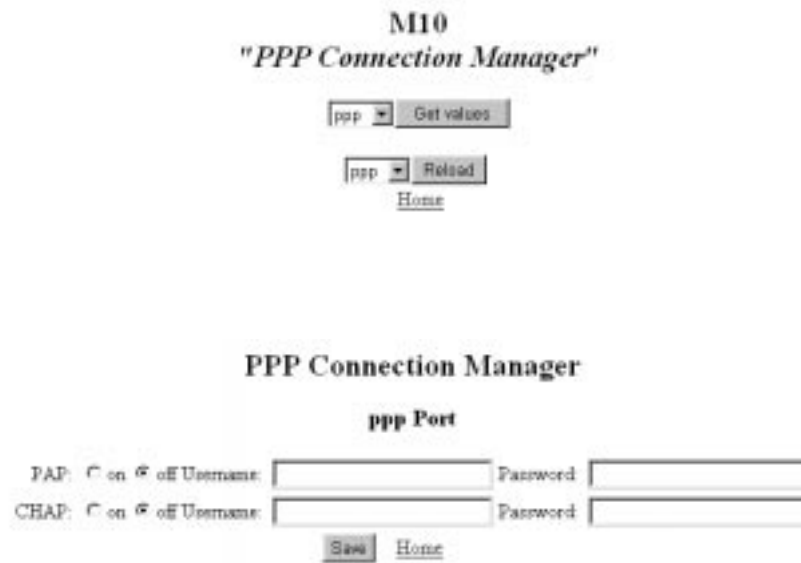 M10
"PPP Connection Manager"
ppp Get values
ppp Reload
Home
PPP Connection Manager
ppp Port
PAP: on off Username: Password:
CHAP: on off Username: Password:
Save Home